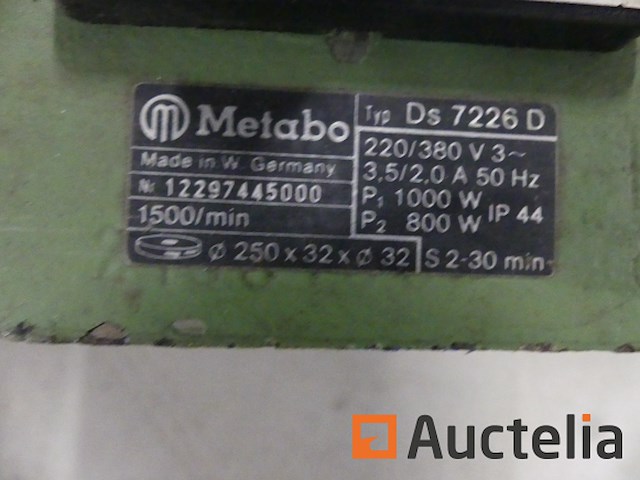 Metabo
Made in W. Germany
Nr. 12297445000
1500/min
ø 250 x 32 x ø 32
Typ Ds 7226 D
220/380 V 3~
3,5/2,0 A 50 Hz
P1 1000 W
P2 800 W
IP 44
S 2-30 min
Auctelia